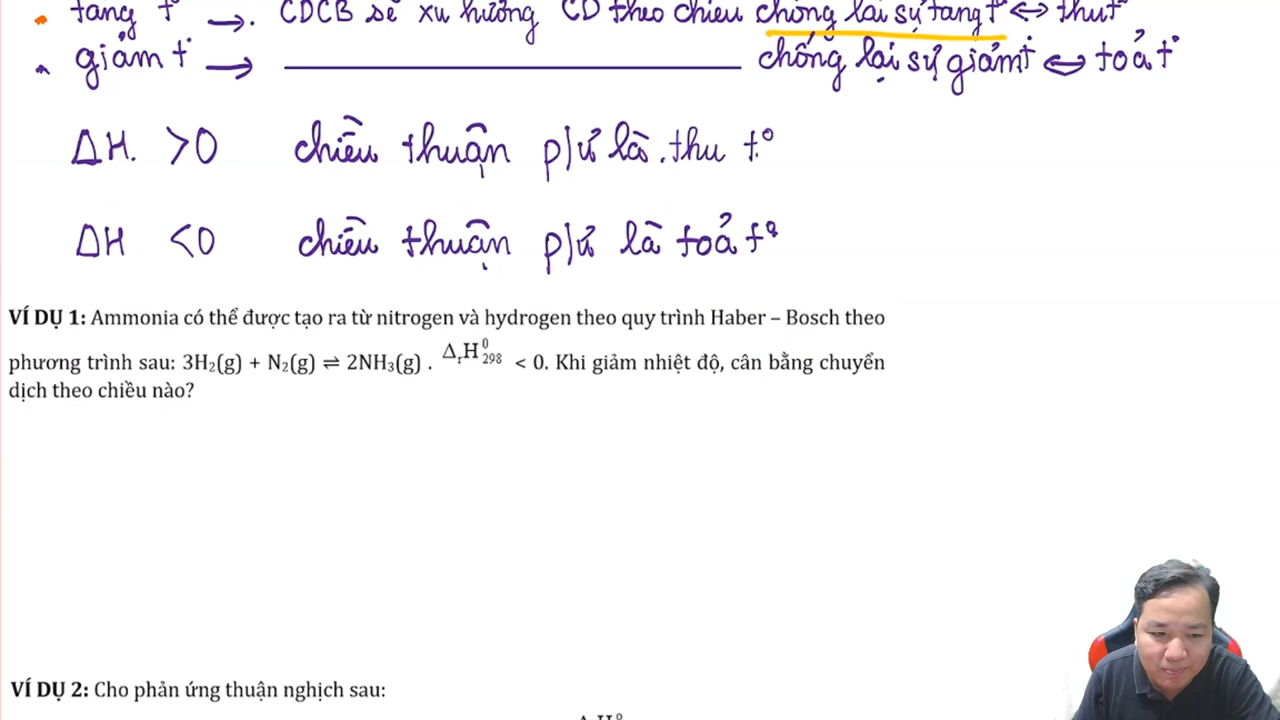 tăng t° → CDCB sẽ xu hướng CD theo chiều chống lại sự tăng t° ⇔ thu t°
giảm t° → ________ chống lại sự giảm t° ⇔ toả t°
ΔH. >0 chiều thuận p/ứ là. thu t°
ΔH <0 chiều thuận p/ứ là toả t°
VÍ DỤ 1: Ammonia có thể được tạo ra từ nitrogen và hydrogen theo quy trình Haber – Bosch theo
phương trình sau: 3H₂(g) + N₂(g) ⇌ 2NH₃(g) . ΔᵣH⁰₂₉₈ < 0. Khi giảm nhiệt độ, cân bằng chuyển
dịch theo chiều nào?
VÍ DỤ 2: Cho phản ứng thuận nghịch sau: